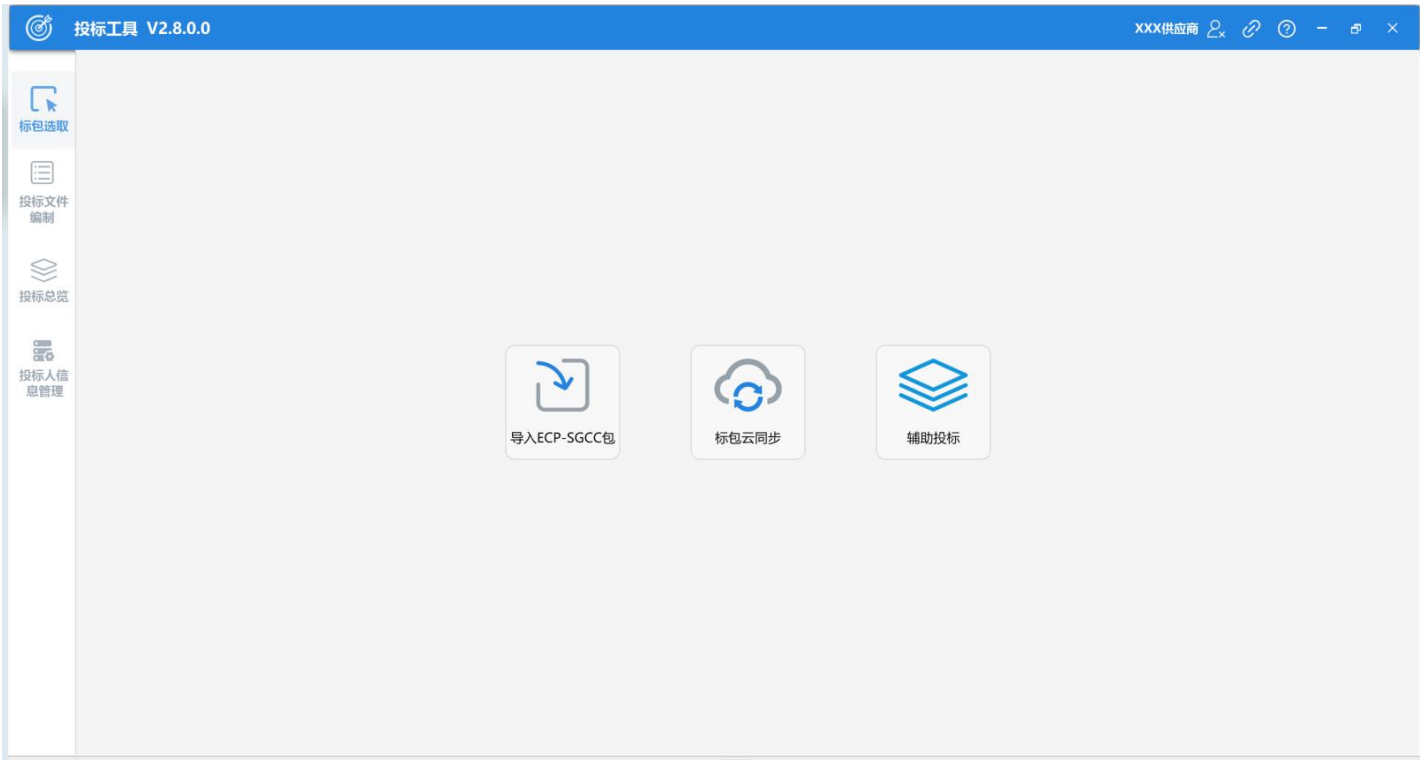 投标工具 V2.8.0.0
XXX供应商
标包选取
投标文件
编制
投标总览
投标人信
息管理
导入ECP-SGCC包
标包云同步
辅助投标